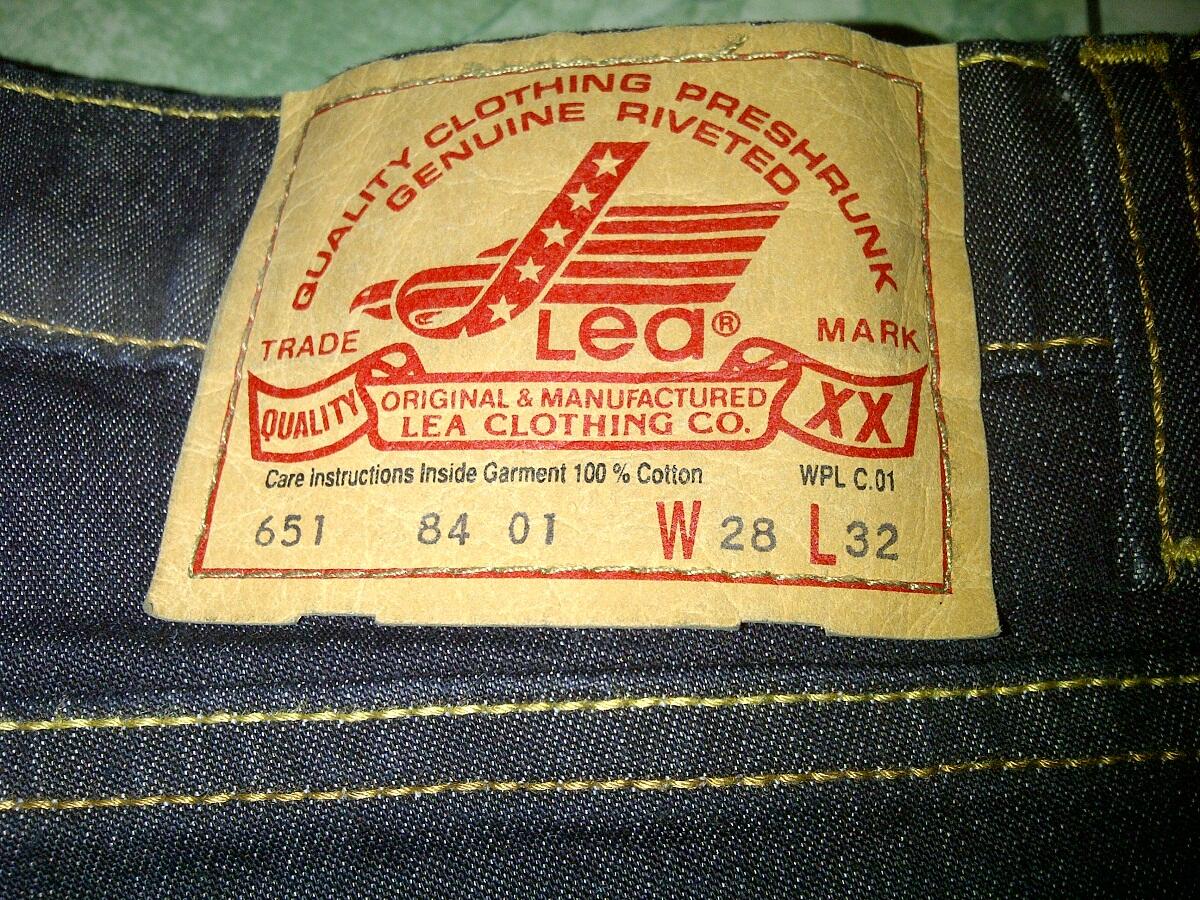 QUALITY CLOTHING PRESHRUNK
GENUINE RIVETED
Lea®
TRADE MARK
QUALITY
ORIGINAL & MANUFACTURED
LEA CLOTHING CO.
XX
Care instructions Inside Garment 100 % Cotton WPL C.01
651 84 01 W 28 L 32